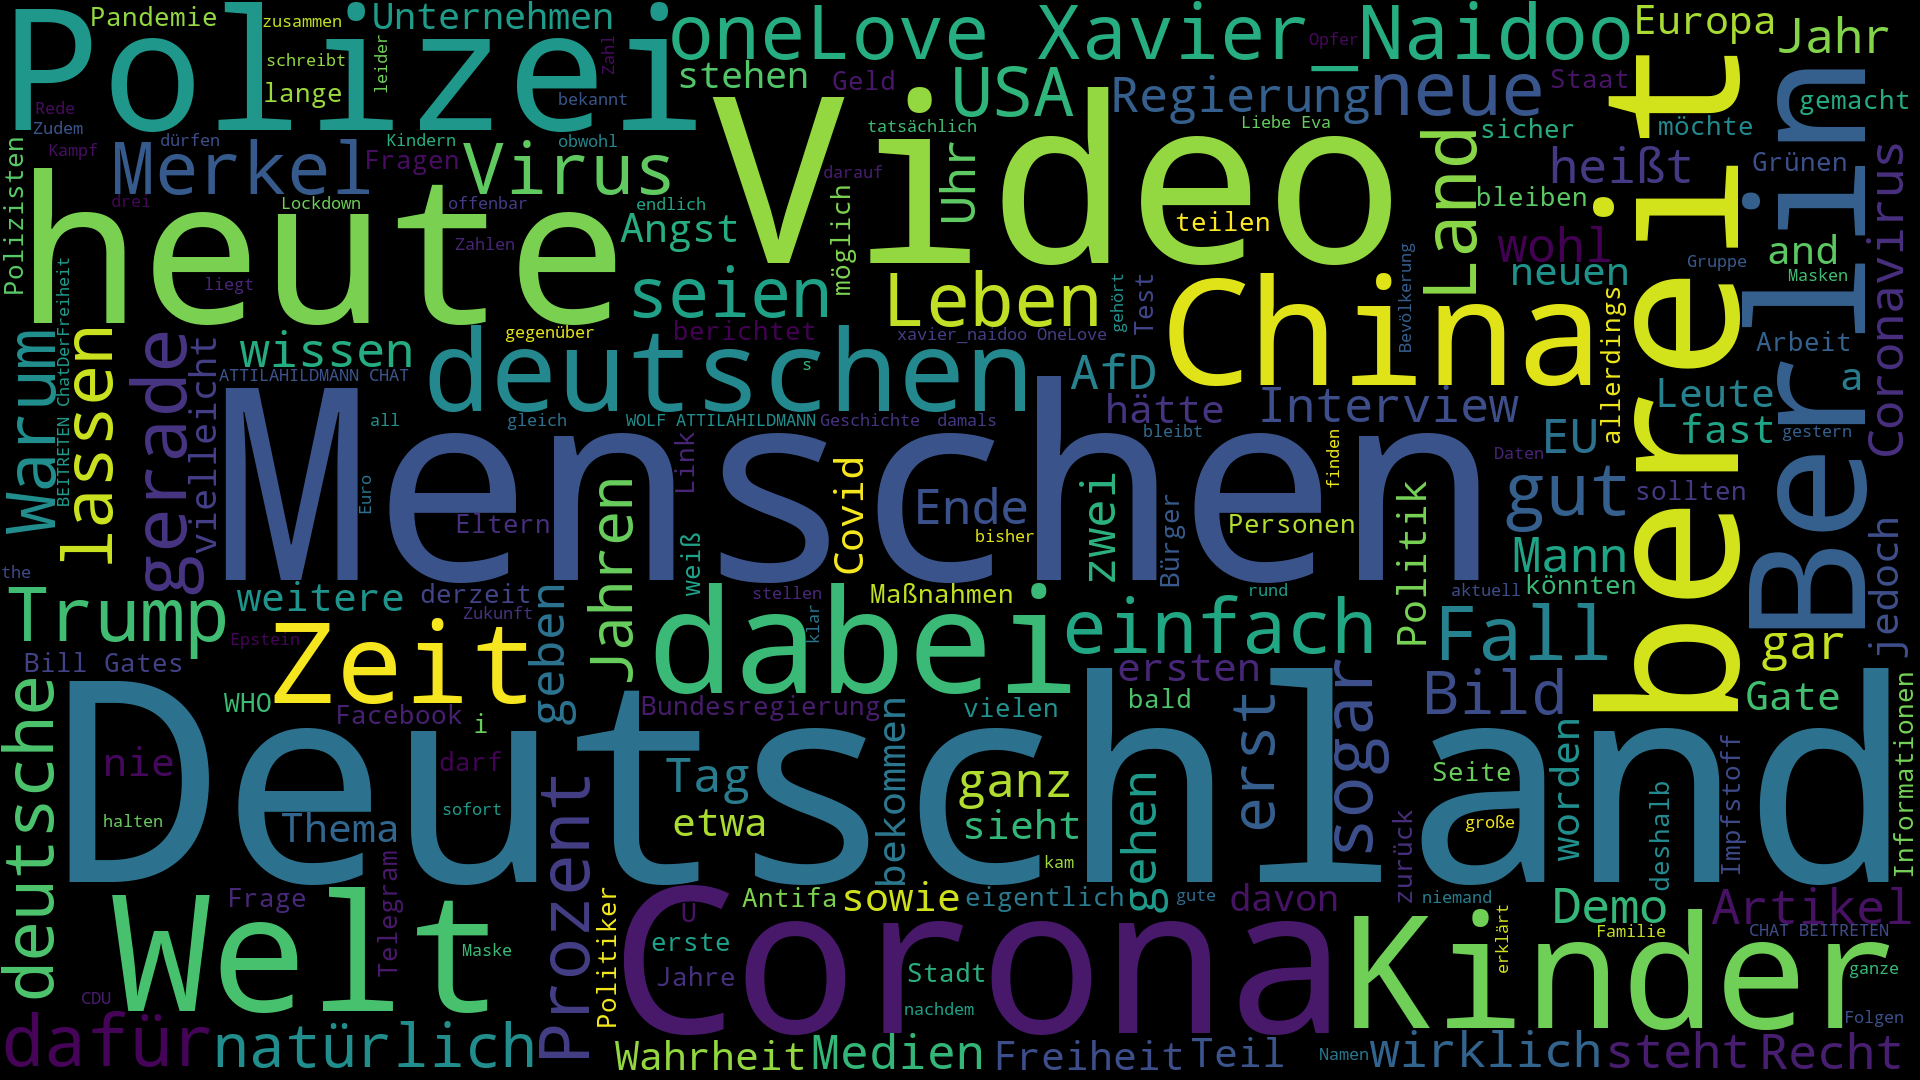 Pandemie zusammen Unternehmen oneLove Xavier_Naidoo Europa Jahr
Polizei schreibt leider Zahl Opfer
lange bekannt stehen Geld USA Regierung neue Staat gemacht
Rede Zudem tatsächlich Liebe Eva sicher möchte
Polizisten Kampf dürfen Kindern obwohl Video Uhr Land bereit Berlin
Merkel Fragen Virus darauf heißt Grünen Coronavirus
drei Lockdown offenbar endlich möglich bleiben
heute Zahlen Angst teilen wohl and
BEITRETEN ChatDerFreiheit liegt seien Leben gehört Test China Bevölkerung neuen Gruppe Masken
Warum lassen gerade vielleicht wissen gegenüber berichtet xavier_naidoo OneLove allerdings Arbeit
deutschen s AfD
ATTILAHILDMANN CHAT hätte Interview Leute a
Menschen all gleich WOLF ATTILAHILDMANN Geschichte damals bleibt EU fast gestern
Euro Link Covid finden Daten
Eltern Jahren weiß Ende bisher zwei Bürger Personen Politik gut sollten jedoch
the Mann
Trump weitere derzeit Zukunft geben stellen klar Maßnahmen rund aktuell könnten
Epstein Zeit dabei einfach Fall gar
Bill Gates ersten
deutsche WHO Facebook i Bundesregierung bekommen vielen bald erst sogar Bild worden Gate Informationen
Deutschland
nie darf Tag ganz gehen Seite deshalb Impfstoff
halten Thema sofort Prozent etwa sieht zurück große
kam
Welt Frage Telegram Politiker U Antifa sowie eigentlich gute davon niemand Demo Artikel
Corona Kinder erklärt Familie CHAT BEITRETEN
Maske erste Jahre Stadt ganze
CDU nachdem Folgen
dafür natürlich Wahrheit Medien Freiheit Teil Namen wirklich steht Recht